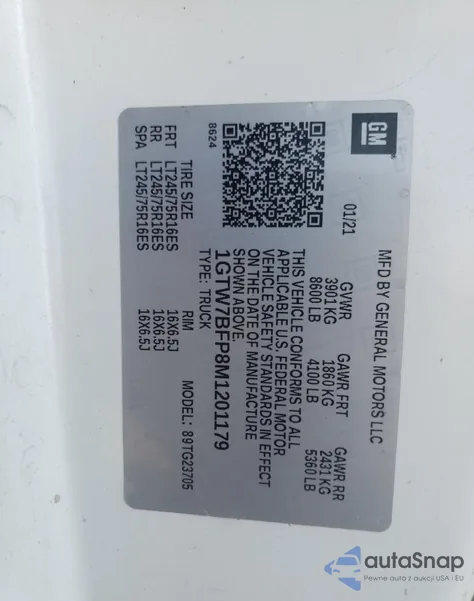 GM
MFD BY GENERAL MOTORS LLC
01/21 GVWR GAWR FRT GAWR RR
3901 KG 1860 KG 2431 KG
8600 LB 4100 LB 5360 LB
THIS VEHICLE CONFORMS TO ALL
APPLICABLE U.S. FEDERAL MOTOR
VEHICLE SAFETY STANDARDS IN EFFECT
ON THE DATE OF MANUFACTURE
SHOWN ABOVE.
1GTW7BFP8M1201179
TYPE: TRUCK
8624
MODEL: 89TG23705
TIRE SIZE RIM
FRT LT245/75R16ES 16X6.5J
RR LT245/75R16ES 16X6.5J
SPA LT245/75R16ES 16X6.5J
autaSnap
Pewne auta z dłuższej USA i EU